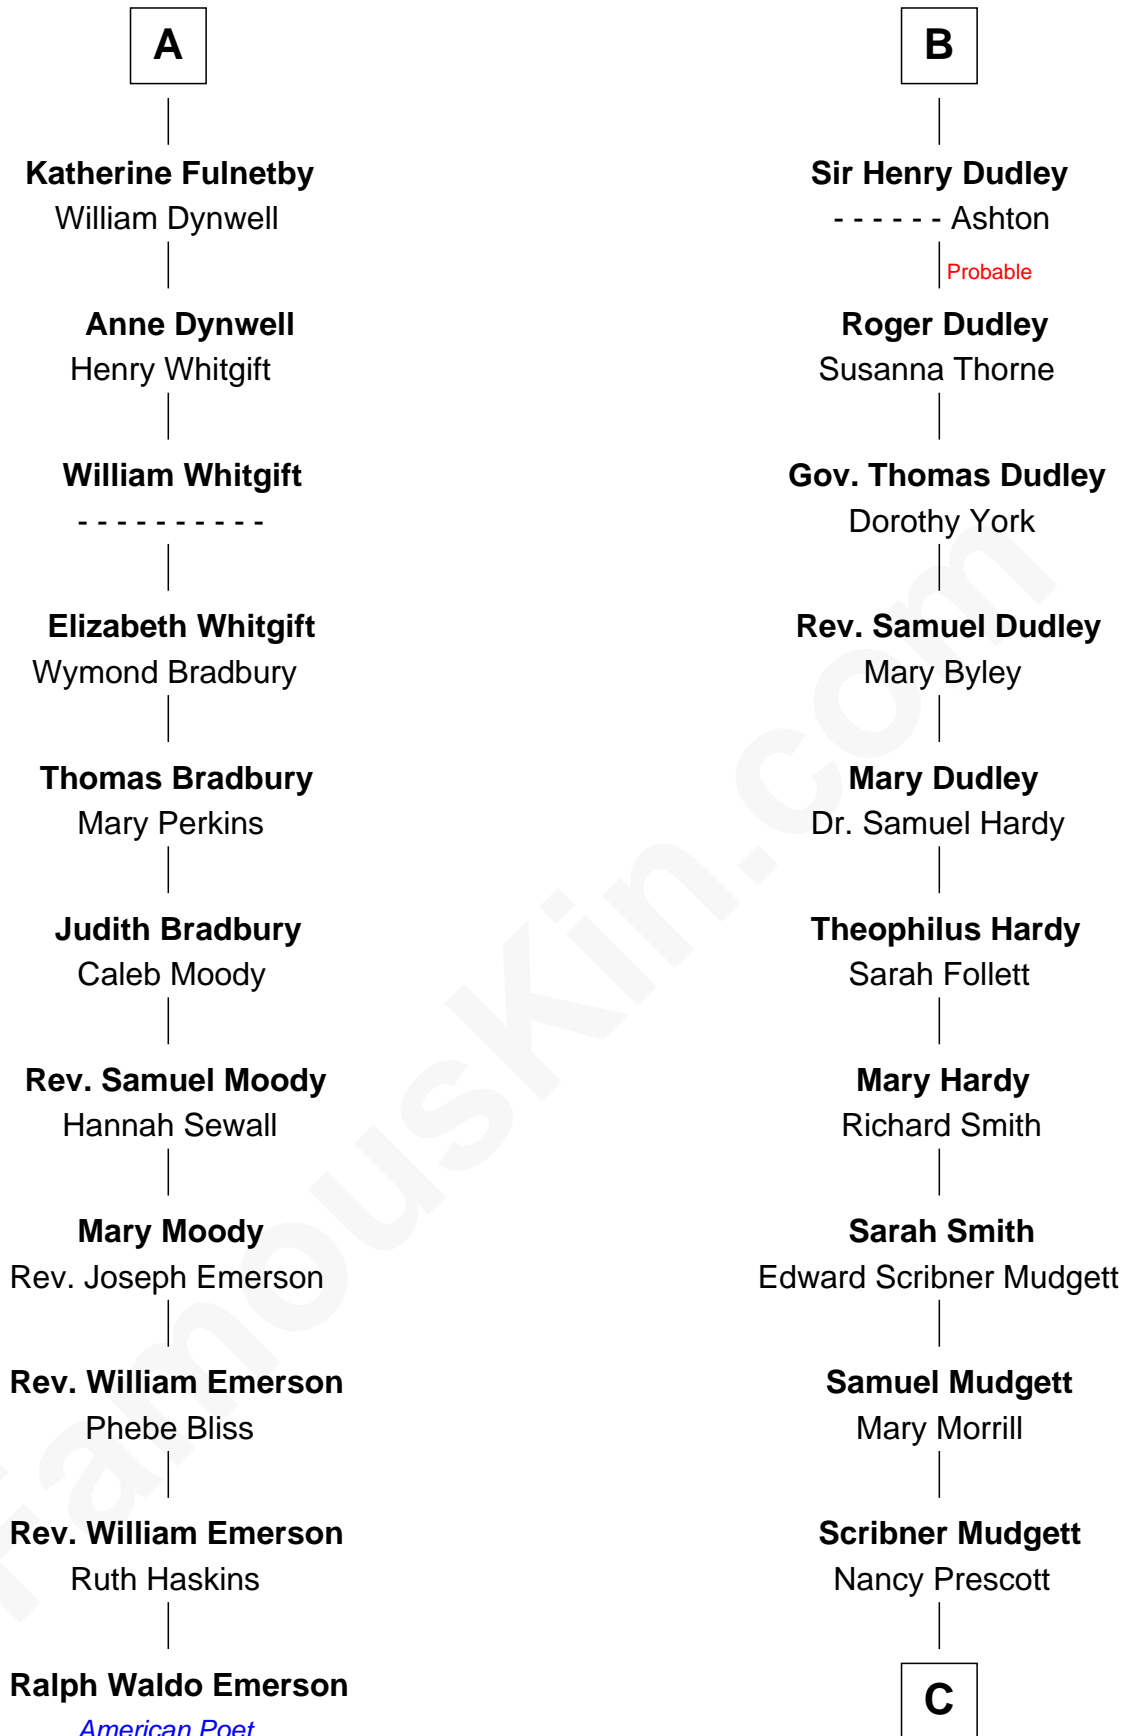 A
Katherine Fulnetby
William Dynwell
Anne Dynwell
Henry Whitgift
William Whitgift
- - - - - - - - - -
Elizabeth Whitgift
Wymond Bradbury
Thomas Bradbury
Mary Perkins
Judith Bradbury
Caleb Moody
Rev. Samuel Moody
Hannah Sewall
Mary Moody
Rev. Joseph Emerson
Rev. William Emerson
Phebe Bliss
Rev. William Emerson
Ruth Haskins
Ralph Waldo Emerson
American Poet
B
Sir Henry Dudley
- - - - - - Ashton
Probable
Roger Dudley
Susanna Thorne
Gov. Thomas Dudley
Dorothy York
Rev. Samuel Dudley
Mary Byley
Mary Dudley
Dr. Samuel Hardy
Theophilus Hardy
Sarah Follett
Mary Hardy
Richard Smith
Sarah Smith
Edward Scribner Mudgett
Samuel Mudgett
Mary Morrill
Scribner Mudgett
Nancy Prescott
C
FamousKin.com